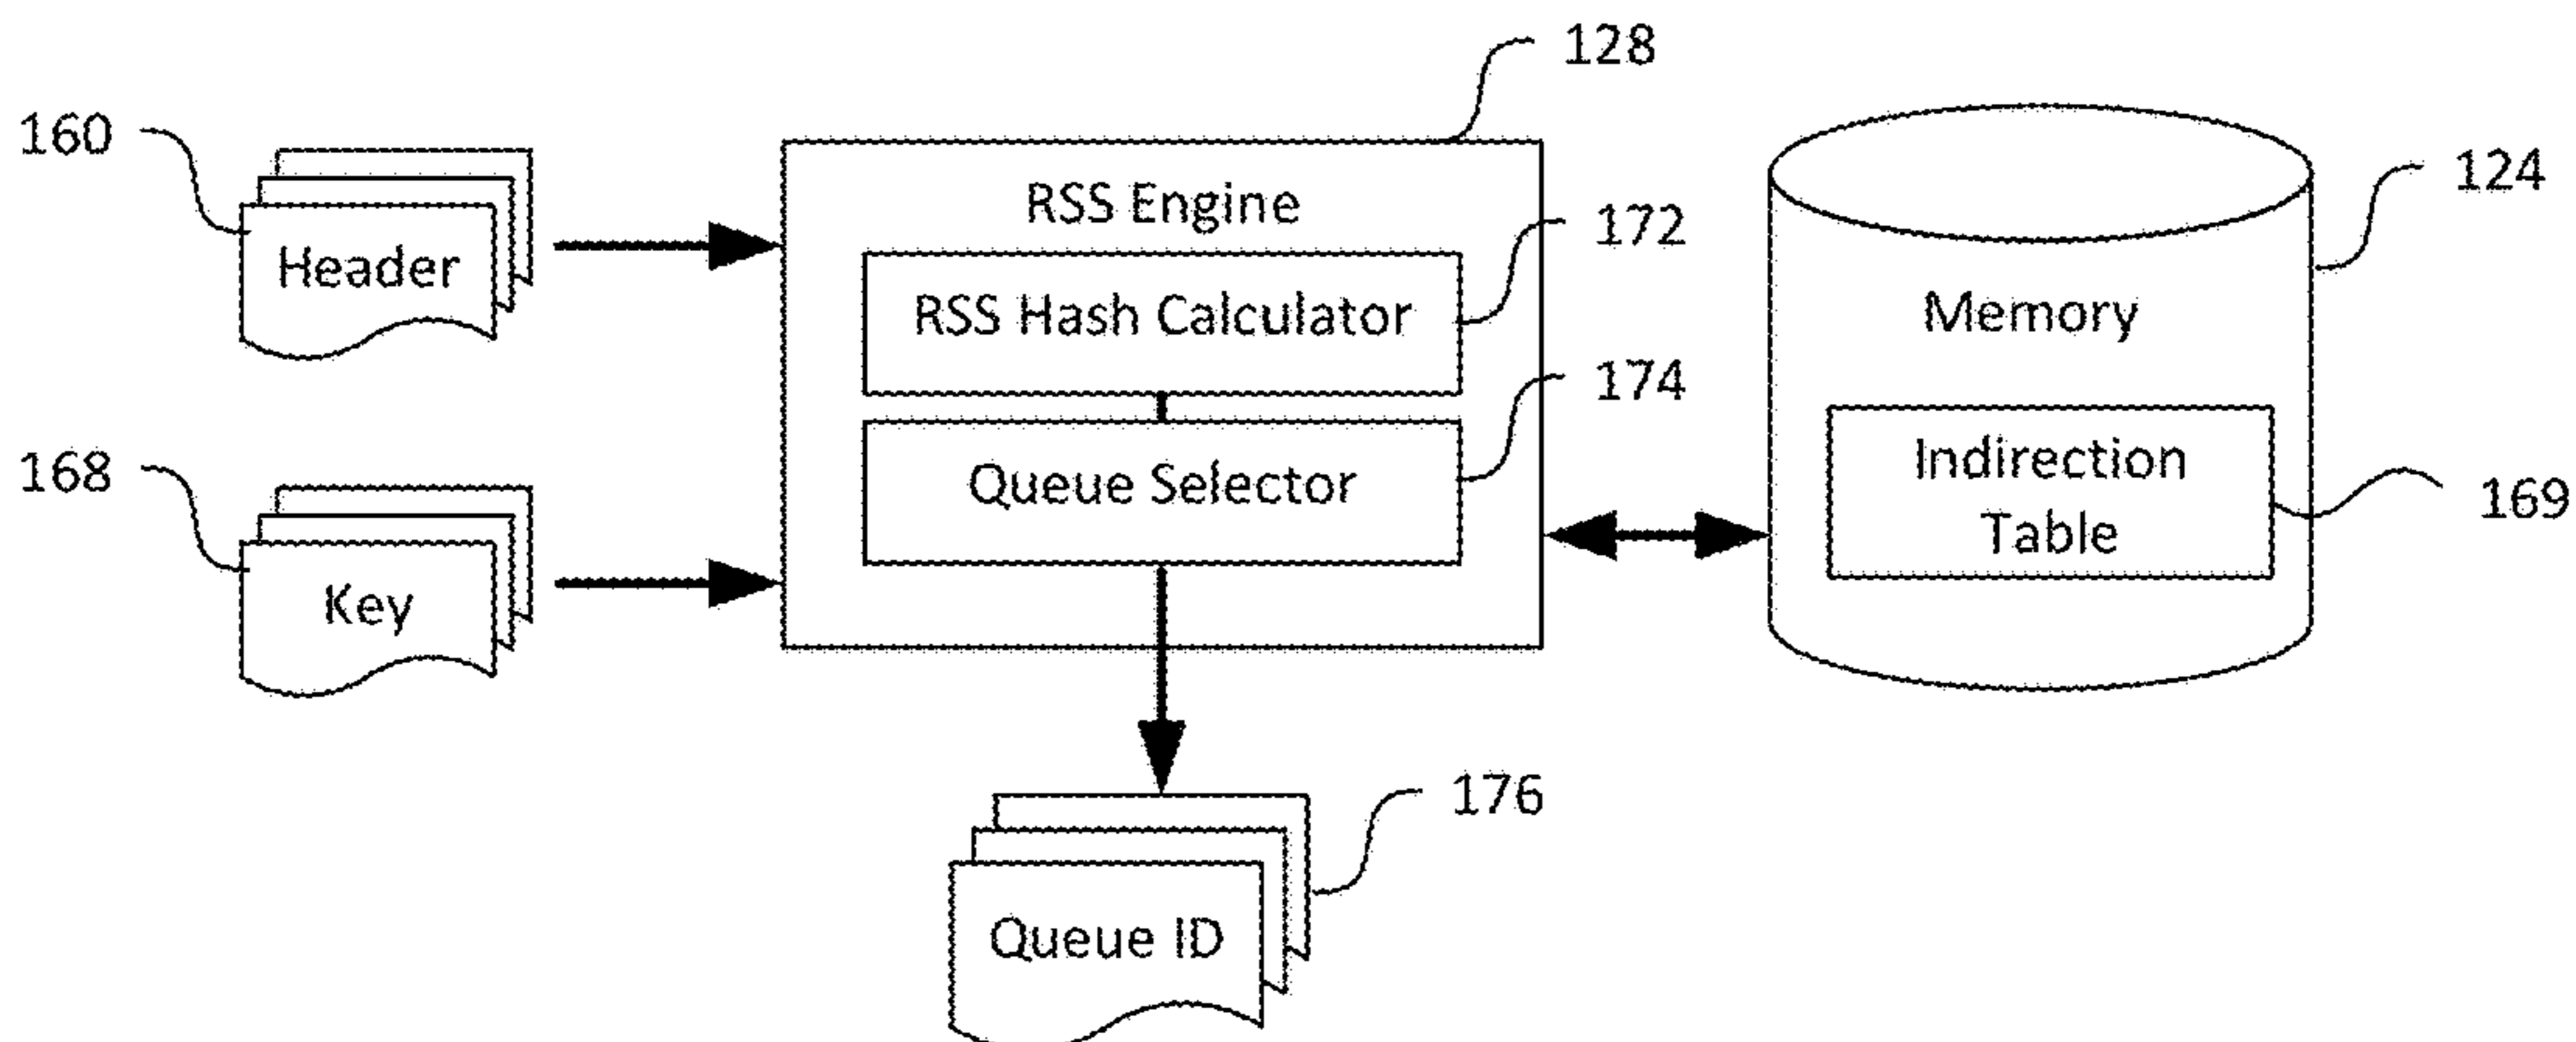 128
160
124
RSS Engine
172
Header
RSS Hash Calculator
Memory
174
168
Queue Selector
Indirection
Table
169
Key
176
Queue ID